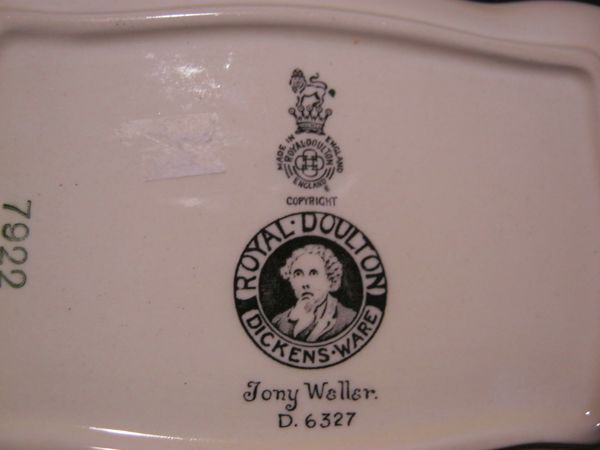 MADE IN ENGLAND
ROYAL DOULTON
ENGLAND
COPYRIGHT
ROYAL·DOULTON
DICKENS·WARE
Tony Weller.
D. 6327
7922